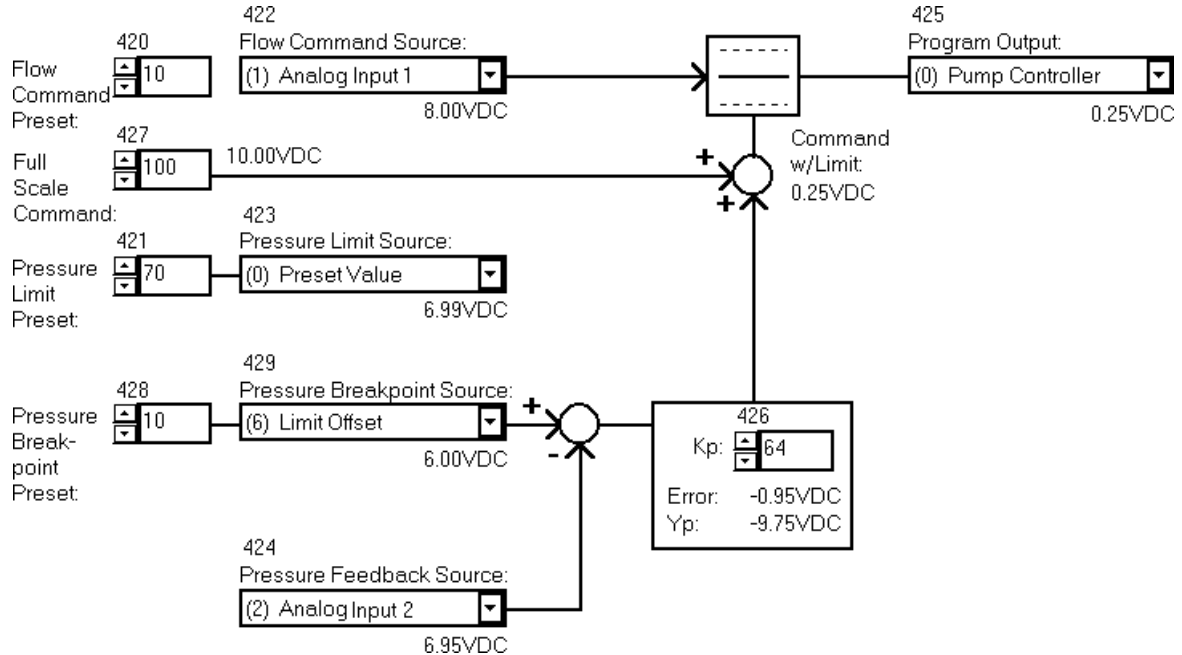 422
420
Flow Command Source:
425
Program Output:
Flow
Command
Preset:
10
(1) Analog Input 1
8.00VDC
(0) Pump Controller
0.25VDC
427
Full
Scale
Command:
100
10.00VDC
+
+
Command
w/Limit:
0.25VDC
423
421
Pressure Limit Source:
Pressure
Limit
Preset:
70
(0) Preset Value
6.99VDC
429
428
Pressure Breakpoint Source:
Pressure
Break-
point
Preset:
10
(6) Limit Offset
6.00VDC
+
-
426
Kp: 64
Error: -0.95VDC
Yp: -9.75VDC
424
Pressure Feedback Source:
(2) Analog Input 2
6.95VDC